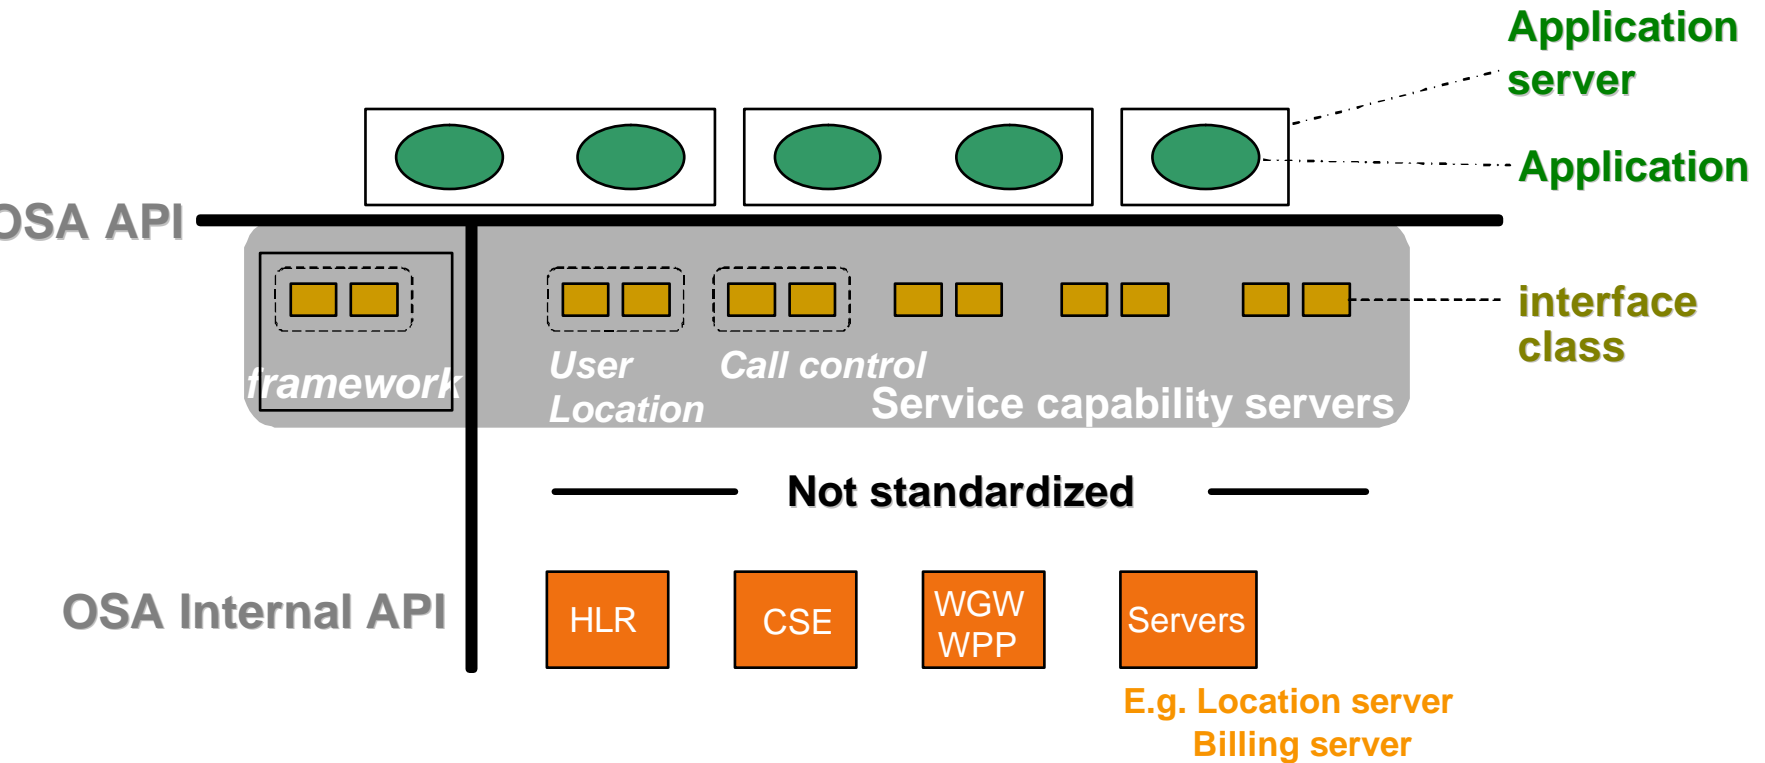 Application
server
Application
OSA API
interface
class
framework
User
Location
Call control
Service capability servers
Not standardized
OSA Internal API
HLR
CSE
WGW
WPP
Servers
E.g. Location server
Billing server